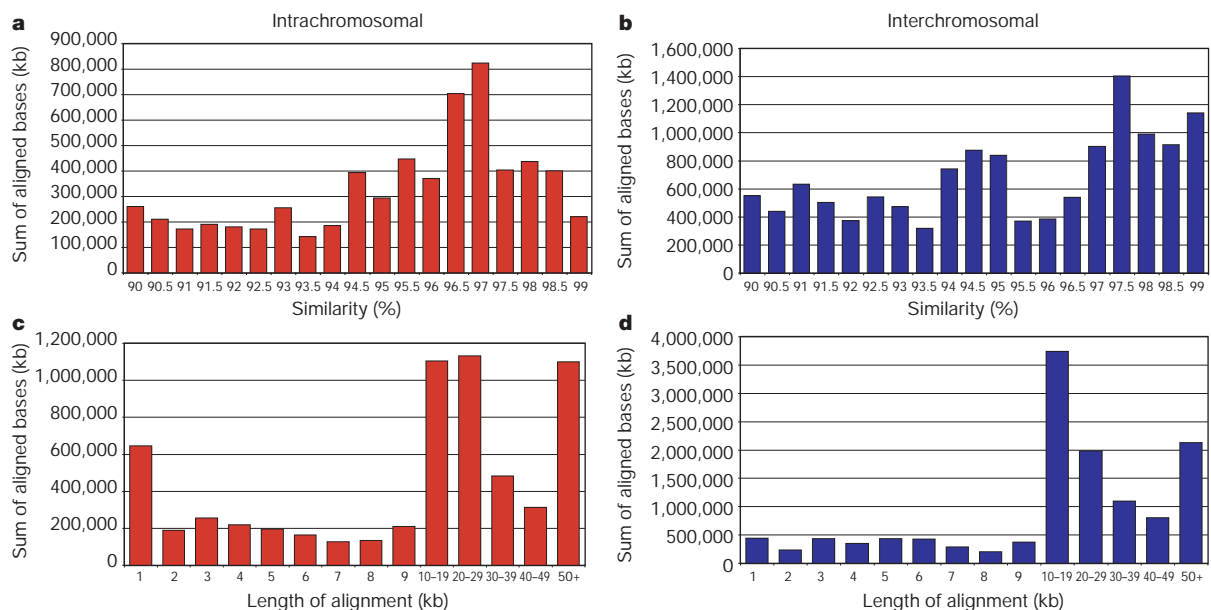 a
Intrachromosomal
Sum of aligned bases (kb)
900,000
800,000
700,000
600,000
500,000
400,000
300,000
200,000
100,000
0
90 90.5 91 91.5 92 92.5 93 93.5 94 94.5 95 95.5 96 96.5 97 97.5 98 98.5 99
Similarity (%)
b
Interchromosomal
Sum of aligned bases (kb)
1,600,000
1,400,000
1,200,000
1,000,000
800,000
600,000
400,000
200,000
0
90 90.5 91 91.5 92 92.5 93 93.5 94 94.5 95 95.5 96 96.5 97 97.5 98 98.5 99
Similarity (%)
c
Sum of aligned bases (kb)
1,200,000
1,000,000
800,000
600,000
400,000
200,000
0
1 2 3 4 5 6 7 8 9 10–19 20–29 30–39 40–49 50+
Length of alignment (kb)
d
Sum of aligned bases (kb)
4,000,000
3,500,000
3,000,000
2,500,000
2,000,000
1,500,000
1,000,000
500,000
0
1 2 3 4 5 6 7 8 9 10–19 20–29 30–39 40–49 50+
Length of alignment (kb)